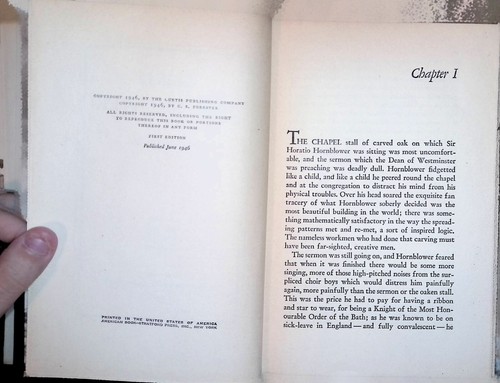 COPYRIGHT 1946, BY THE CURTIS PUBLISHING COMPANY
COPYRIGHT 1946, BY C. S. FORESTER
ALL RIGHTS RESERVED, INCLUDING THE RIGHT
TO REPRODUCE THIS BOOK OR PORTIONS
THEREOF IN ANY FORM
FIRST EDITION
Published June 1946
PRINTED IN THE UNITED STATES OF AMERICA
AMERICAN BOOK–STRATFORD PRESS, INC., NEW YORK
Chapter I
THE CHAPEL stall of carved oak on which Sir
Horatio Hornblower was sitting was most uncomfort-
able, and the sermon which the Dean of Westminster
was preaching was deadly dull. Hornblower fidgetted
like a child, and like a child he peered round the chapel
and at the congregation to distract his mind from his
physical troubles. Over his head soared the exquisite fan
tracery of what Hornblower soberly decided was the
most beautiful building in the world; there was some-
thing mathematically satisfactory in the way the spread-
ing patterns met and re-met, a sort of inspired logic.
The nameless workmen who had done that carving must
have been far-sighted, creative men.
The sermon was still going on, and Hornblower feared
that when it was finished there would be some more
singing, more of those high-pitched noises from the sur-
pliced choir boys which would distress him painfully
again, more painfully than the sermon or the oaken stall.
This was the price he had to pay for having a ribbon
and star to wear, for being a Knight of the Most Hon-
ourable Order of the Bath; as he was known to be on
sick-leave in England — and fully convalescent — he